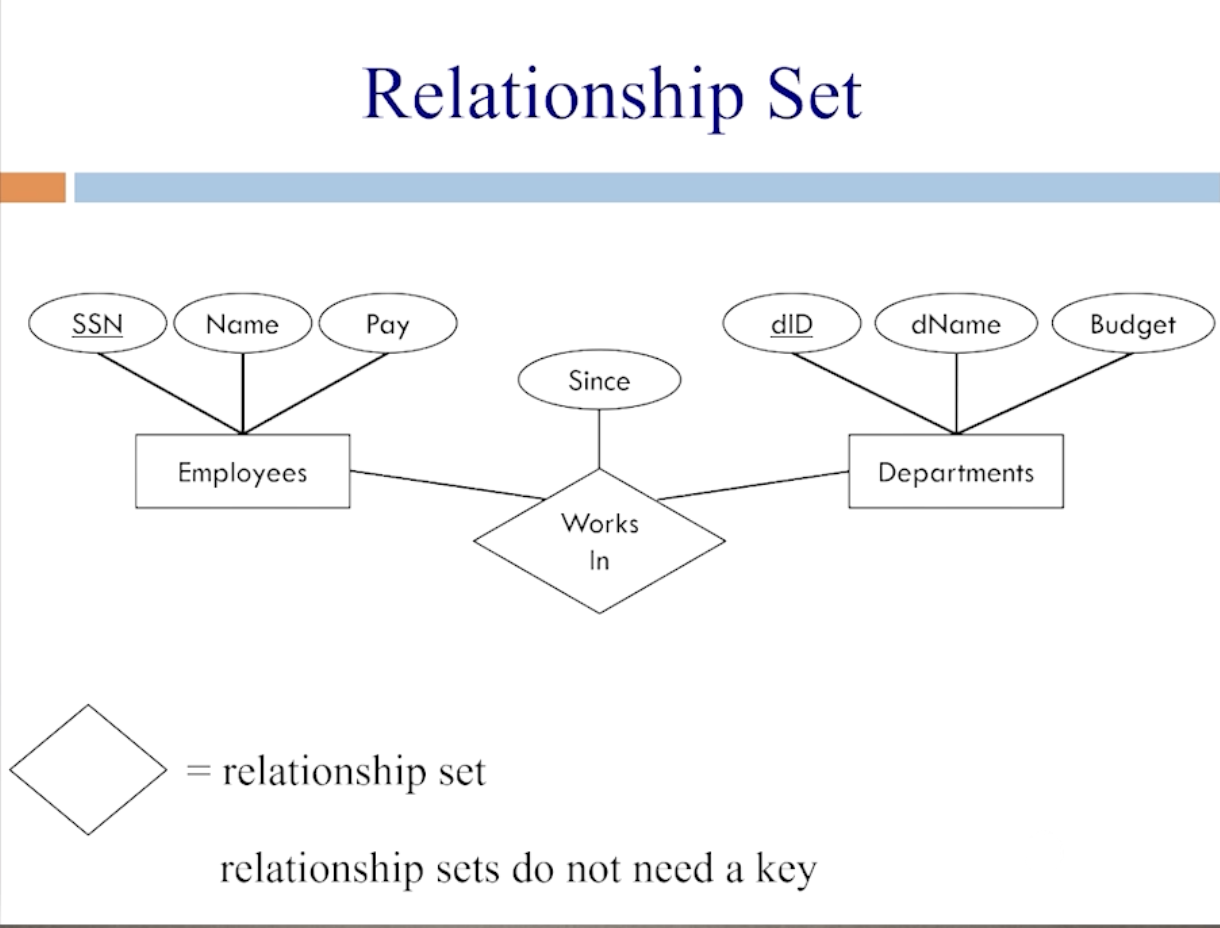 Relationship Set
SSN
Name
Pay
Since
dID
dName
Budget
Employees
Departments
Works
In
= relationship set
relationship sets do not need a key